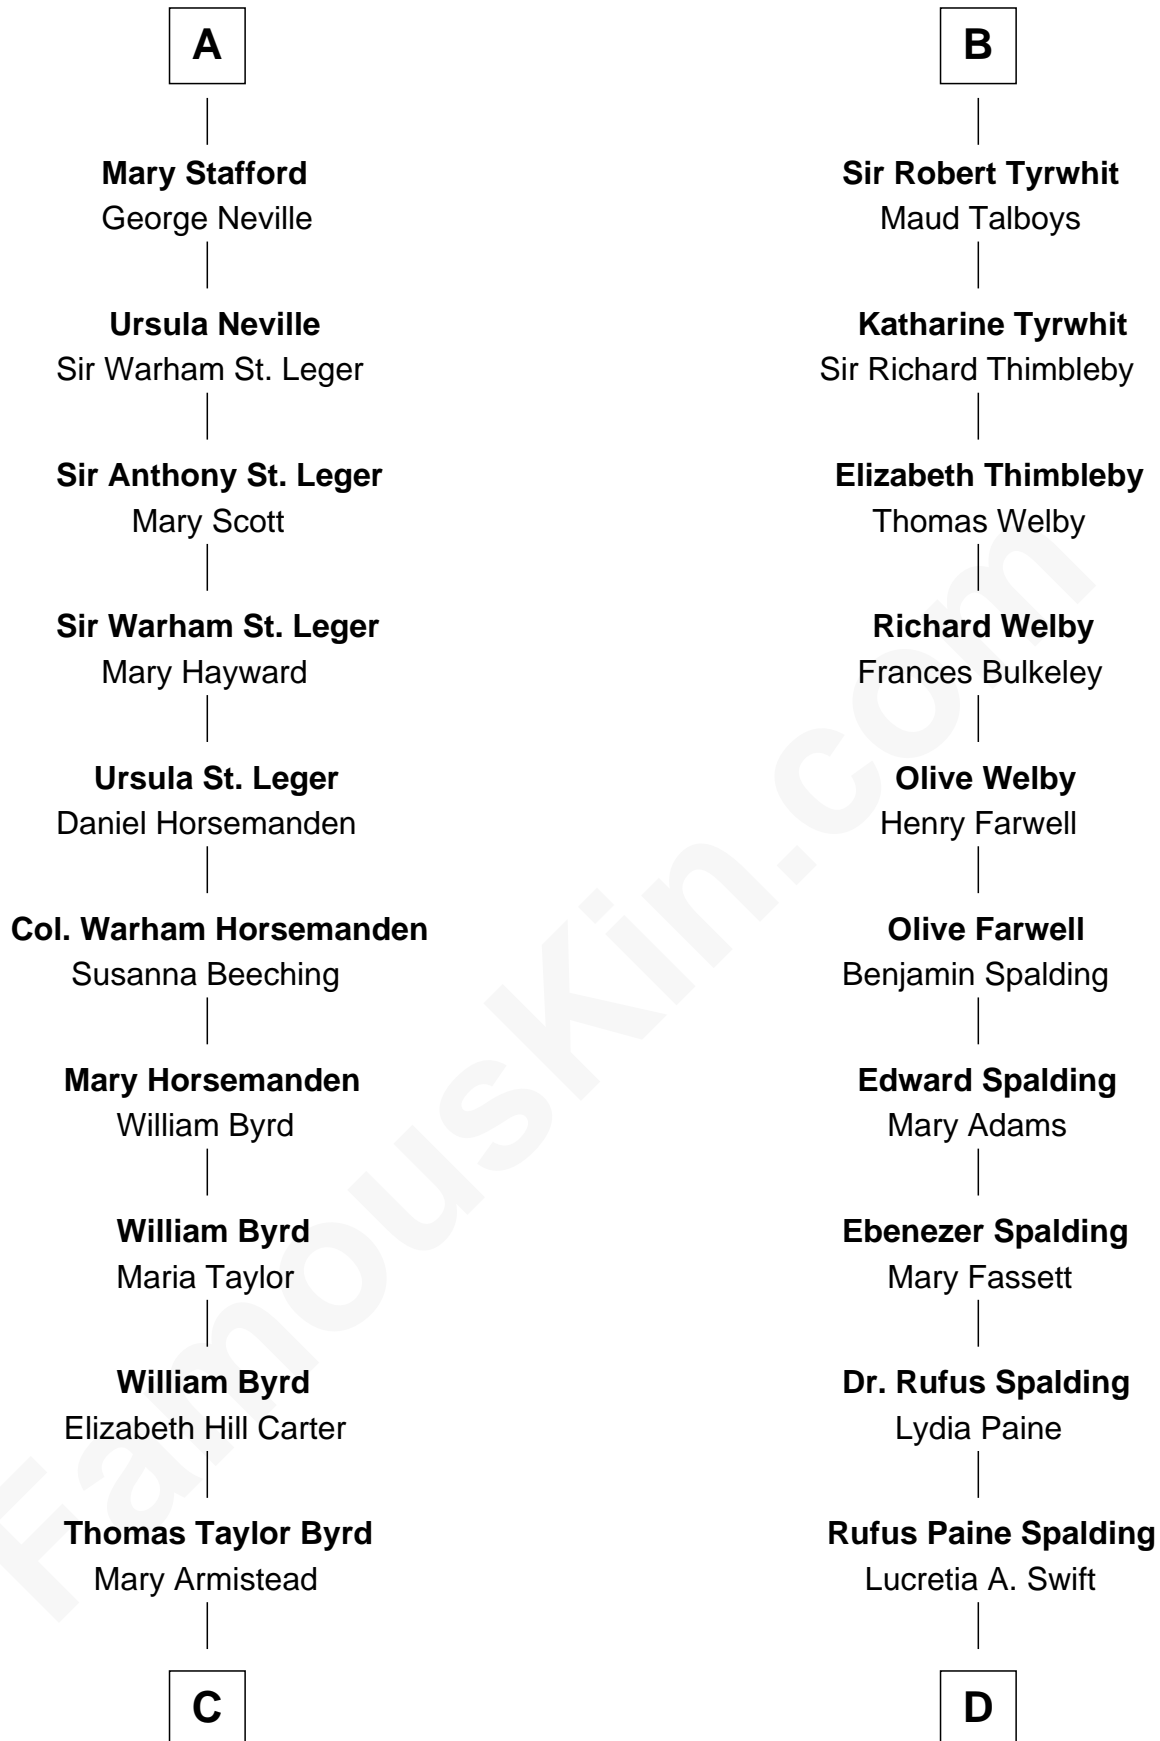 A
Mary Stafford
George Neville
Ursula Neville
Sir Warham St. Leger
Sir Anthony St. Leger
Mary Scott
Sir Warham St. Leger
Mary Hayward
Ursula St. Leger
Daniel Horsemanden
Col. Warham Horsemanden
Susanna Beeching
Mary Horsemanden
William Byrd
William Byrd
Maria Taylor
William Byrd
Elizabeth Hill Carter
Thomas Taylor Byrd
Mary Armistead
C
B
Sir Robert Tyrwhit
Maud Talboys
Katharine Tyrwhit
Sir Richard Thimbleby
Elizabeth Thimbleby
Thomas Welby
Richard Welby
Frances Bulkeley
Olive Welby
Henry Farwell
Olive Farwell
Benjamin Spalding
Edward Spalding
Mary Adams
Ebenezer Spalding
Mary Fassett
Dr. Rufus Spalding
Lydia Paine
Rufus Paine Spalding
Lucretia A. Swift
D
FamousKin.com